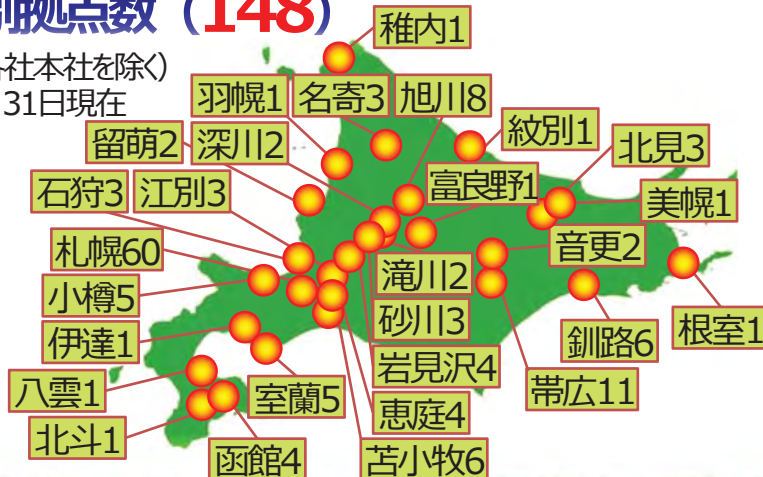 別拠点数（148）
各社本社を除く）
31日現在
稚内1
羽幌1
名寄3
旭川8
紋別1
留萌2
深川2
北見3
石狩3
江別3
富良野1
美幌1
札幌60
音更2
小樽5
滝川2
伊達1
砂川3
釧路6
根室1
八雲1
室蘭5
岩見沢4
帯広11
北斗1
恵庭4
函館4
苫小牧6